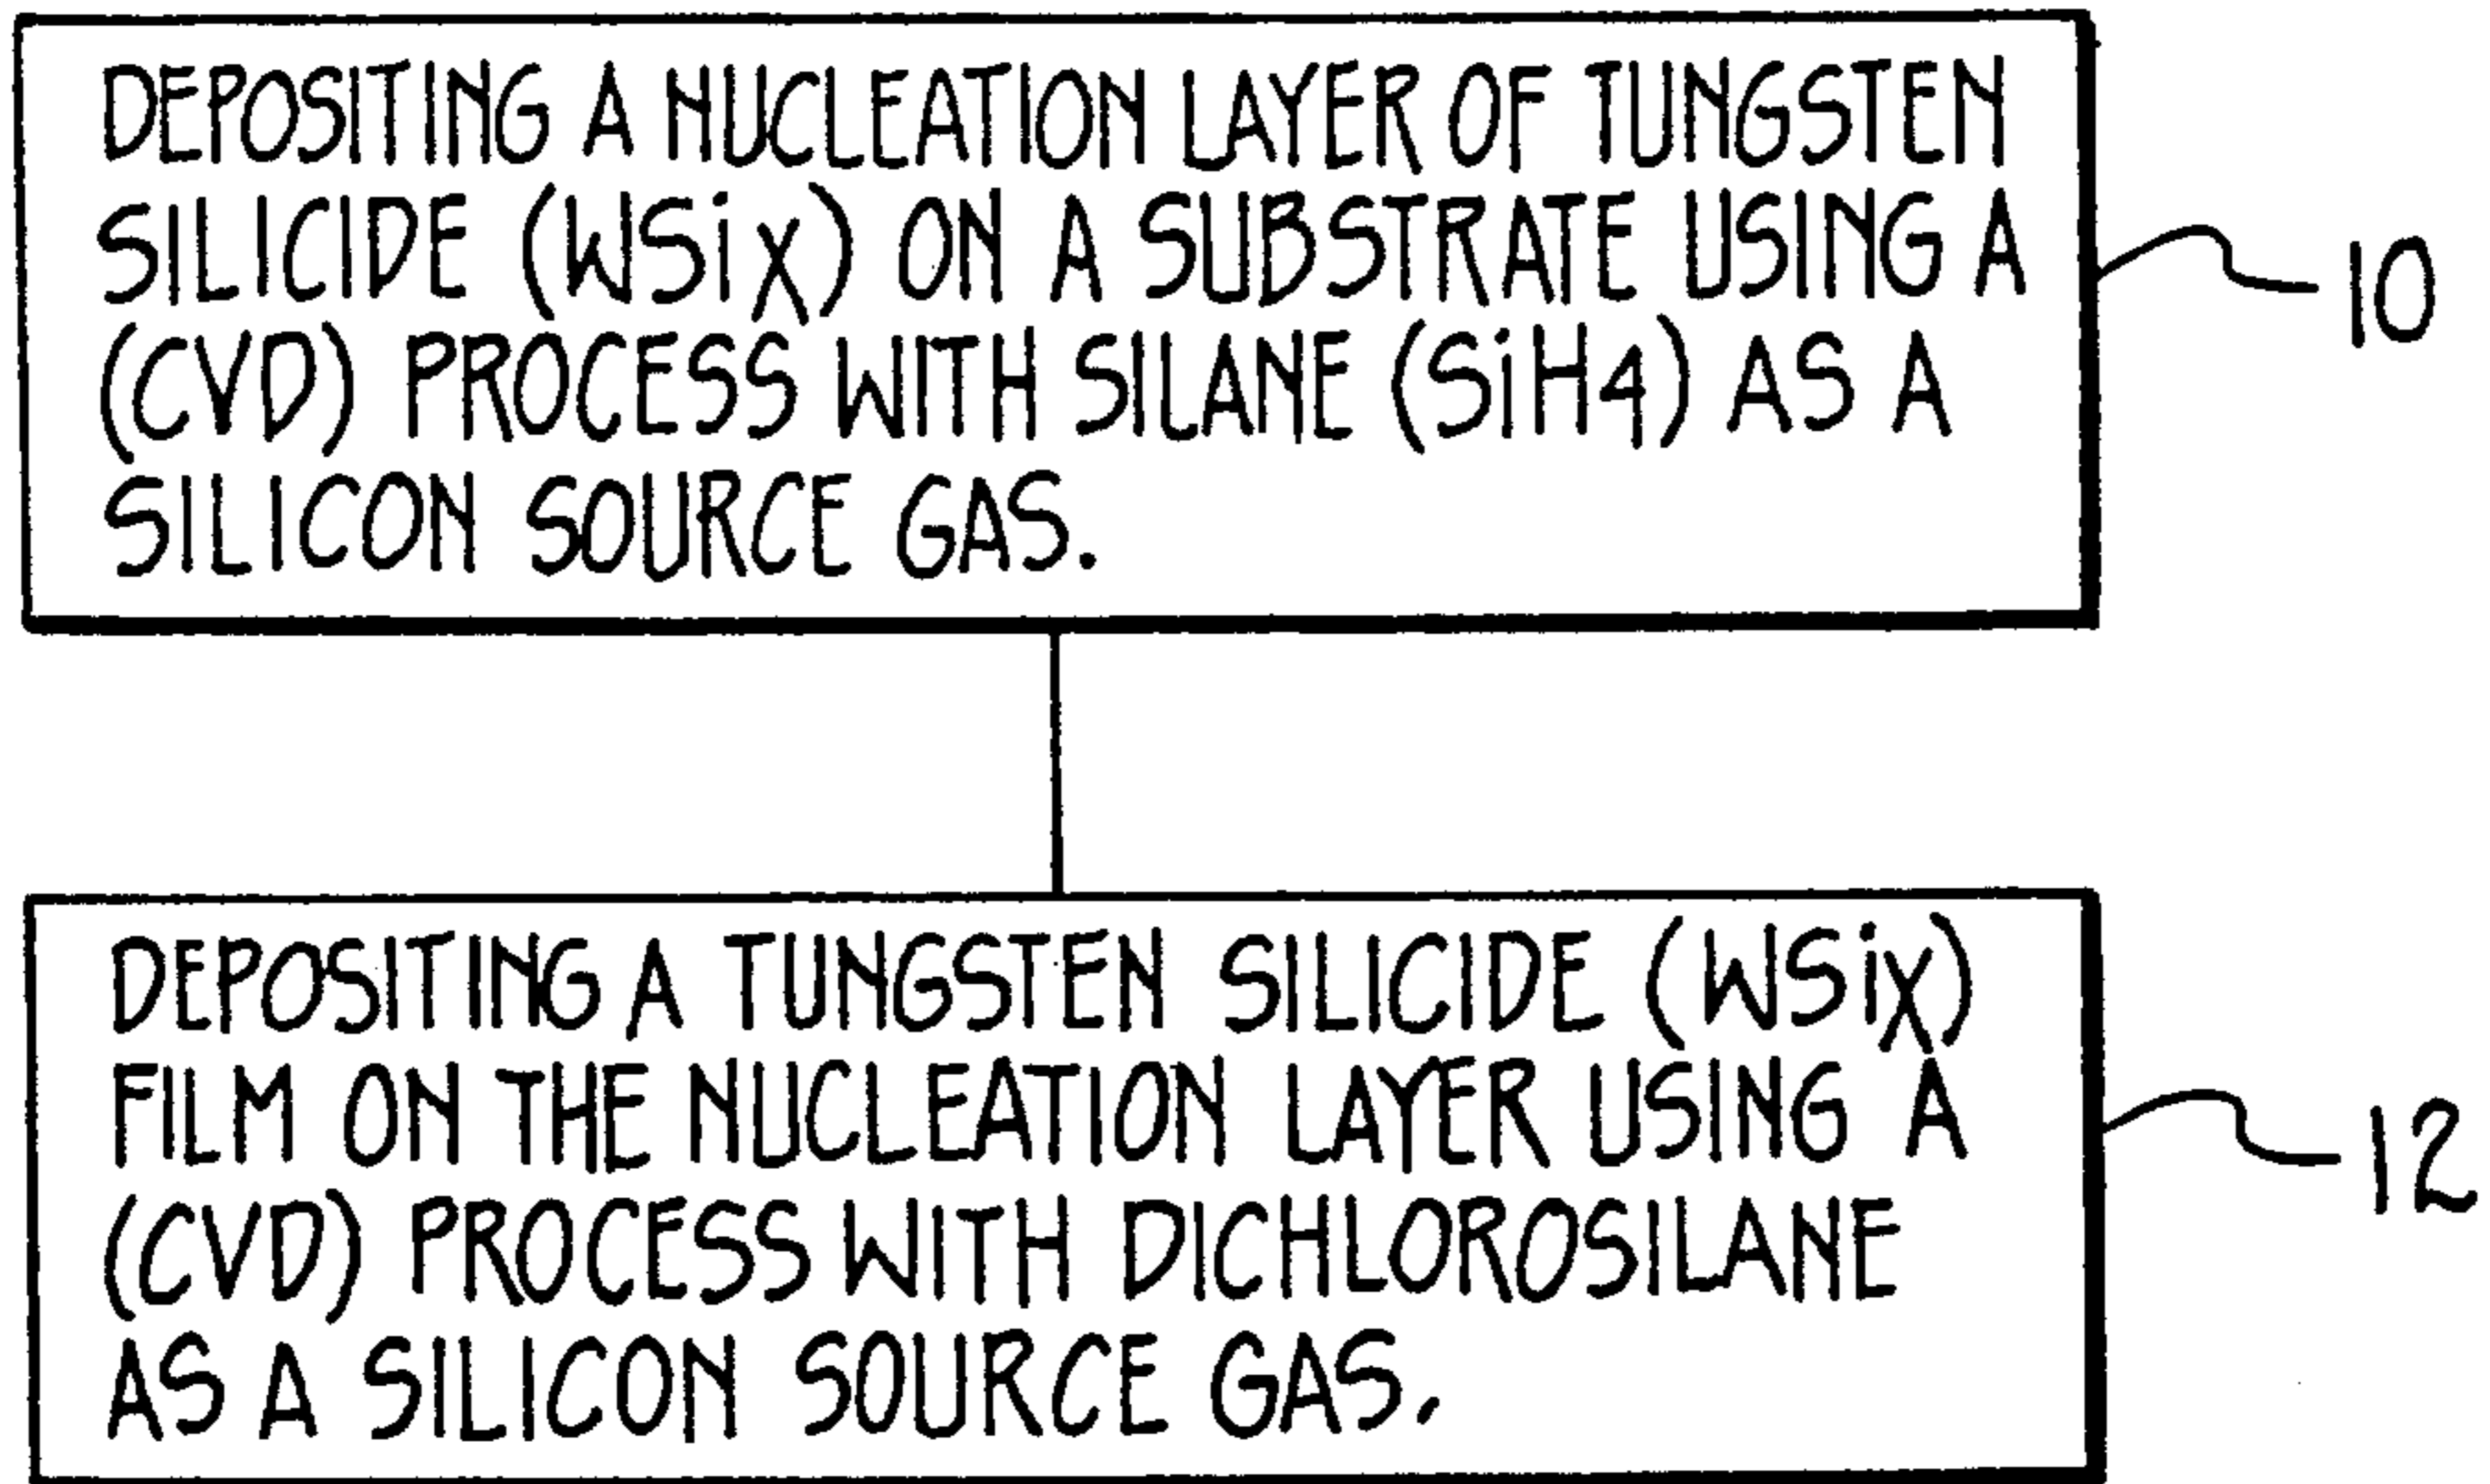 DEPOSITING A NUCLEATION LAYER OF TUNGSTEN
SILICIDE (WSiX) ON A SUBSTRATE USING A
(CVD) PROCESS WITH SILANE (SiH4) AS A
SILICON SOURCE GAS.
10
DEPOSITING A TUNGSTEN SILICIDE (WSiX)
FILM ON THE NUCLEATION LAYER USING A
(CVD) PROCESS WITH DICHLOROSILANE
AS A SILICON SOURCE GAS.
12